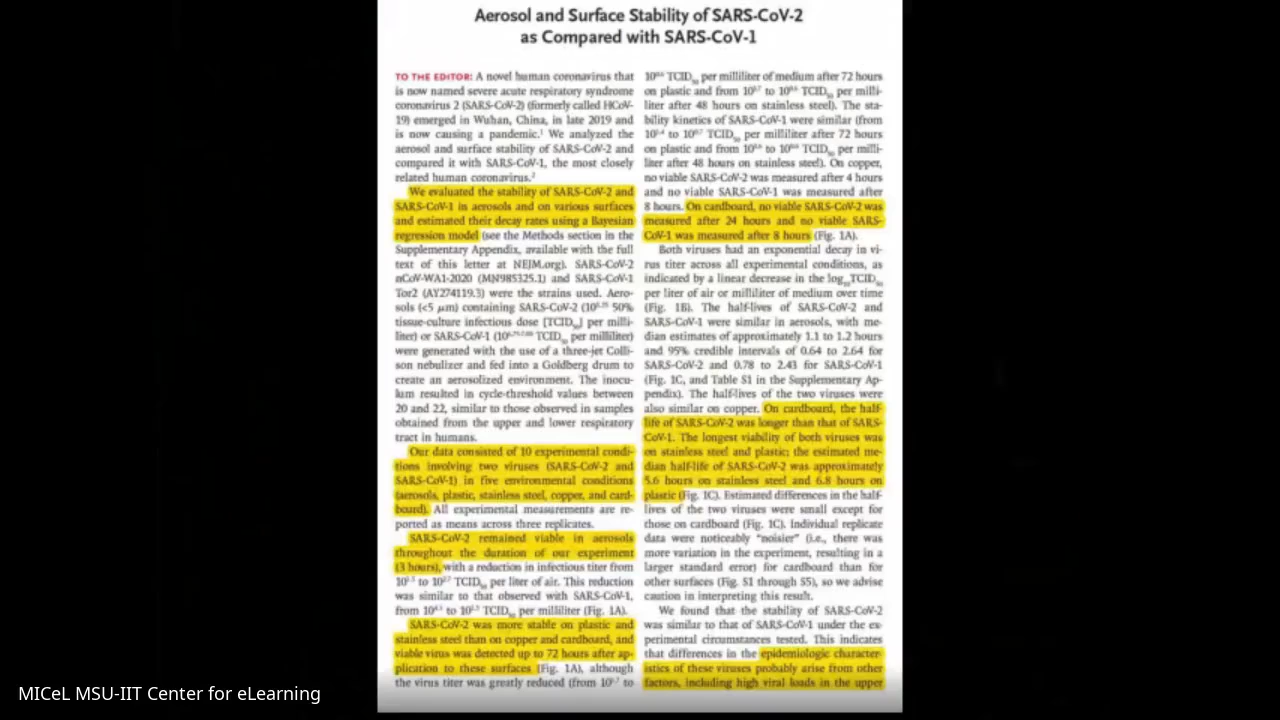 Aerosol and Surface Stability of SARS-CoV-2
as Compared with SARS-CoV-1
TO THE EDITOR: A novel human coronavirus that
is now named severe acute respiratory syndrome
coronavirus 2 (SARS-CoV-2) (formerly called HCoV-
19) emerged in Wuhan, China, in late 2019 and
is now causing a pandemic.¹ We analyzed the
aerosol and surface stability of SARS-CoV-2 and
compared it with SARS-CoV-1, the most closely
related human coronavirus.²
We evaluated the stability of SARS-CoV-2 and
SARS-CoV-1 in aerosols and on various surfaces
and estimated their decay rates using a Bayesian
regression model (see the Methods section in the
Supplementary Appendix, available with the full
text of this letter at NEJM.org). SARS-CoV-2
nCoV-WA1-2020 (MN985325.1) and SARS-CoV-1
Tor2 (AY274119.3) were the strains used. Aero-
sols (<5 μm) containing SARS-CoV-2 50%
tissue-culture infectious dose [TCID₅₀] per milli-
liter) or SARS-CoV-1 TCID₅₀ per milliliter)
were generated with the use of a three-jet Colli-
son nebulizer and fed into a Goldberg drum to
create an aerosolized environment. The inocu-
lum resulted in cycle-threshold values between
20 and 22, similar to those observed in samples
obtained from the upper and lower respiratory
tract in humans.
Our data consisted of 10 experimental condi-
tions involving two viruses (SARS-CoV-2 and
SARS-CoV-1) in five environmental conditions
(aerosols, plastic, stainless steel, copper, and card-
board). All experimental measurements are re-
ported as means across three replicates.
SARS-CoV-2 remained viable in aerosols
throughout the duration of our experiment
(3 hours), with a reduction in infectious titer from
to TCID₅₀ per liter of air. This reduction
was similar to that observed with SARS-CoV-1,
from to TCID₅₀ per milliliter (Fig. 1A).
SARS-CoV-2 was more stable on plastic and
stainless steel than on copper and cardboard, and
viable virus was detected up to 72 hours after ap-
plication to these surfaces (Fig. 1A), although
the virus titer was greatly reduced (from to
TCID₅₀ per milliliter of medium after 72 hours
on plastic and from to TCID₅₀ per milli-
liter after 48 hours on stainless steel). The sta-
bility kinetics of SARS-CoV-1 were similar (from
to TCID₅₀ per milliliter after 72 hours
on plastic and from to TCID₅₀ per milli-
liter after 48 hours on stainless steel). On copper,
no viable SARS-CoV-2 was measured after 4 hours
and no viable SARS-CoV-1 was measured after
8 hours. On cardboard, no viable SARS-CoV-2 was
measured after 24 hours and no viable SARS-
CoV-1 was measured after 8 hours (Fig. 1A).
Both viruses had an exponential decay in vi-
rus titer across all experimental conditions, as
indicated by a linear decrease in the log₁₀TCID₅₀
per liter of air or milliliter of medium over time
(Fig. 1B). The half-lives of SARS-CoV-2 and
SARS-CoV-1 were similar in aerosols, with me-
dian estimates of approximately 1.1 to 1.2 hours
and 95% credible intervals of 0.64 to 2.64 for
SARS-CoV-2 and 0.78 to 2.43 for SARS-CoV-1
(Fig. 1C, and Table S1 in the Supplementary Ap-
pendix). The half-lives of the two viruses were
also similar on copper. On cardboard, the half-
life of SARS-CoV-2 was longer than that of SARS-
CoV-1. The longest viability of both viruses was
on stainless steel and plastic; the estimated me-
dian half-life of SARS-CoV-2 was approximately
5.6 hours on stainless steel and 6.8 hours on
plastic (Fig. 1C). Estimated differences in the half-
lives of the two viruses were small except for
those on cardboard (Fig. 1C). Individual replicate
data were noticeably "noisier" (i.e., there was
more variation in the experiment, resulting in a
larger standard error) for cardboard than for
other surfaces (Fig. S1 through S5), so we advise
caution in interpreting this result.
We found that the stability of SARS-CoV-2
was similar to that of SARS-CoV-1 under the ex-
perimental circumstances tested. This indicates
that differences in the epidemiologic character-
istics of these viruses probably arise from other
factors, including high viral loads in the upper
MICeL MSU-IIT Center for eLearning